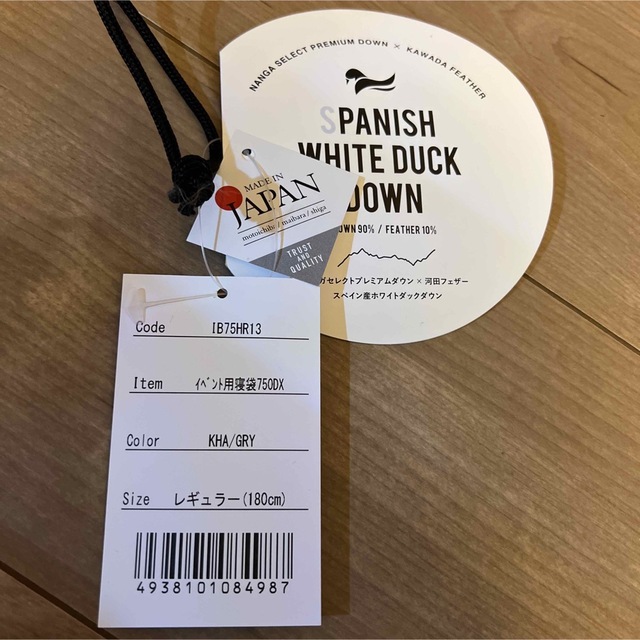 NANGA SELECT PREMIUM DOWN × KAWADA FEATHER
SPANISH
WHITE DUCK
DOWN
OWN 90% / FEATHER 10%
ガセレクトプレミアムダウン × 河田フェザー
スペイン産ホワイトダックダウン
MADE IN
JAPAN
motoichiba / maibara / shiga
TRUST
AND
QUALITY
Code IB75HR13
Item ｲﾍﾞﾝﾄ用寝袋750DX
Color KHA/GRY
Size レギュラー(180cm)
4938101084987